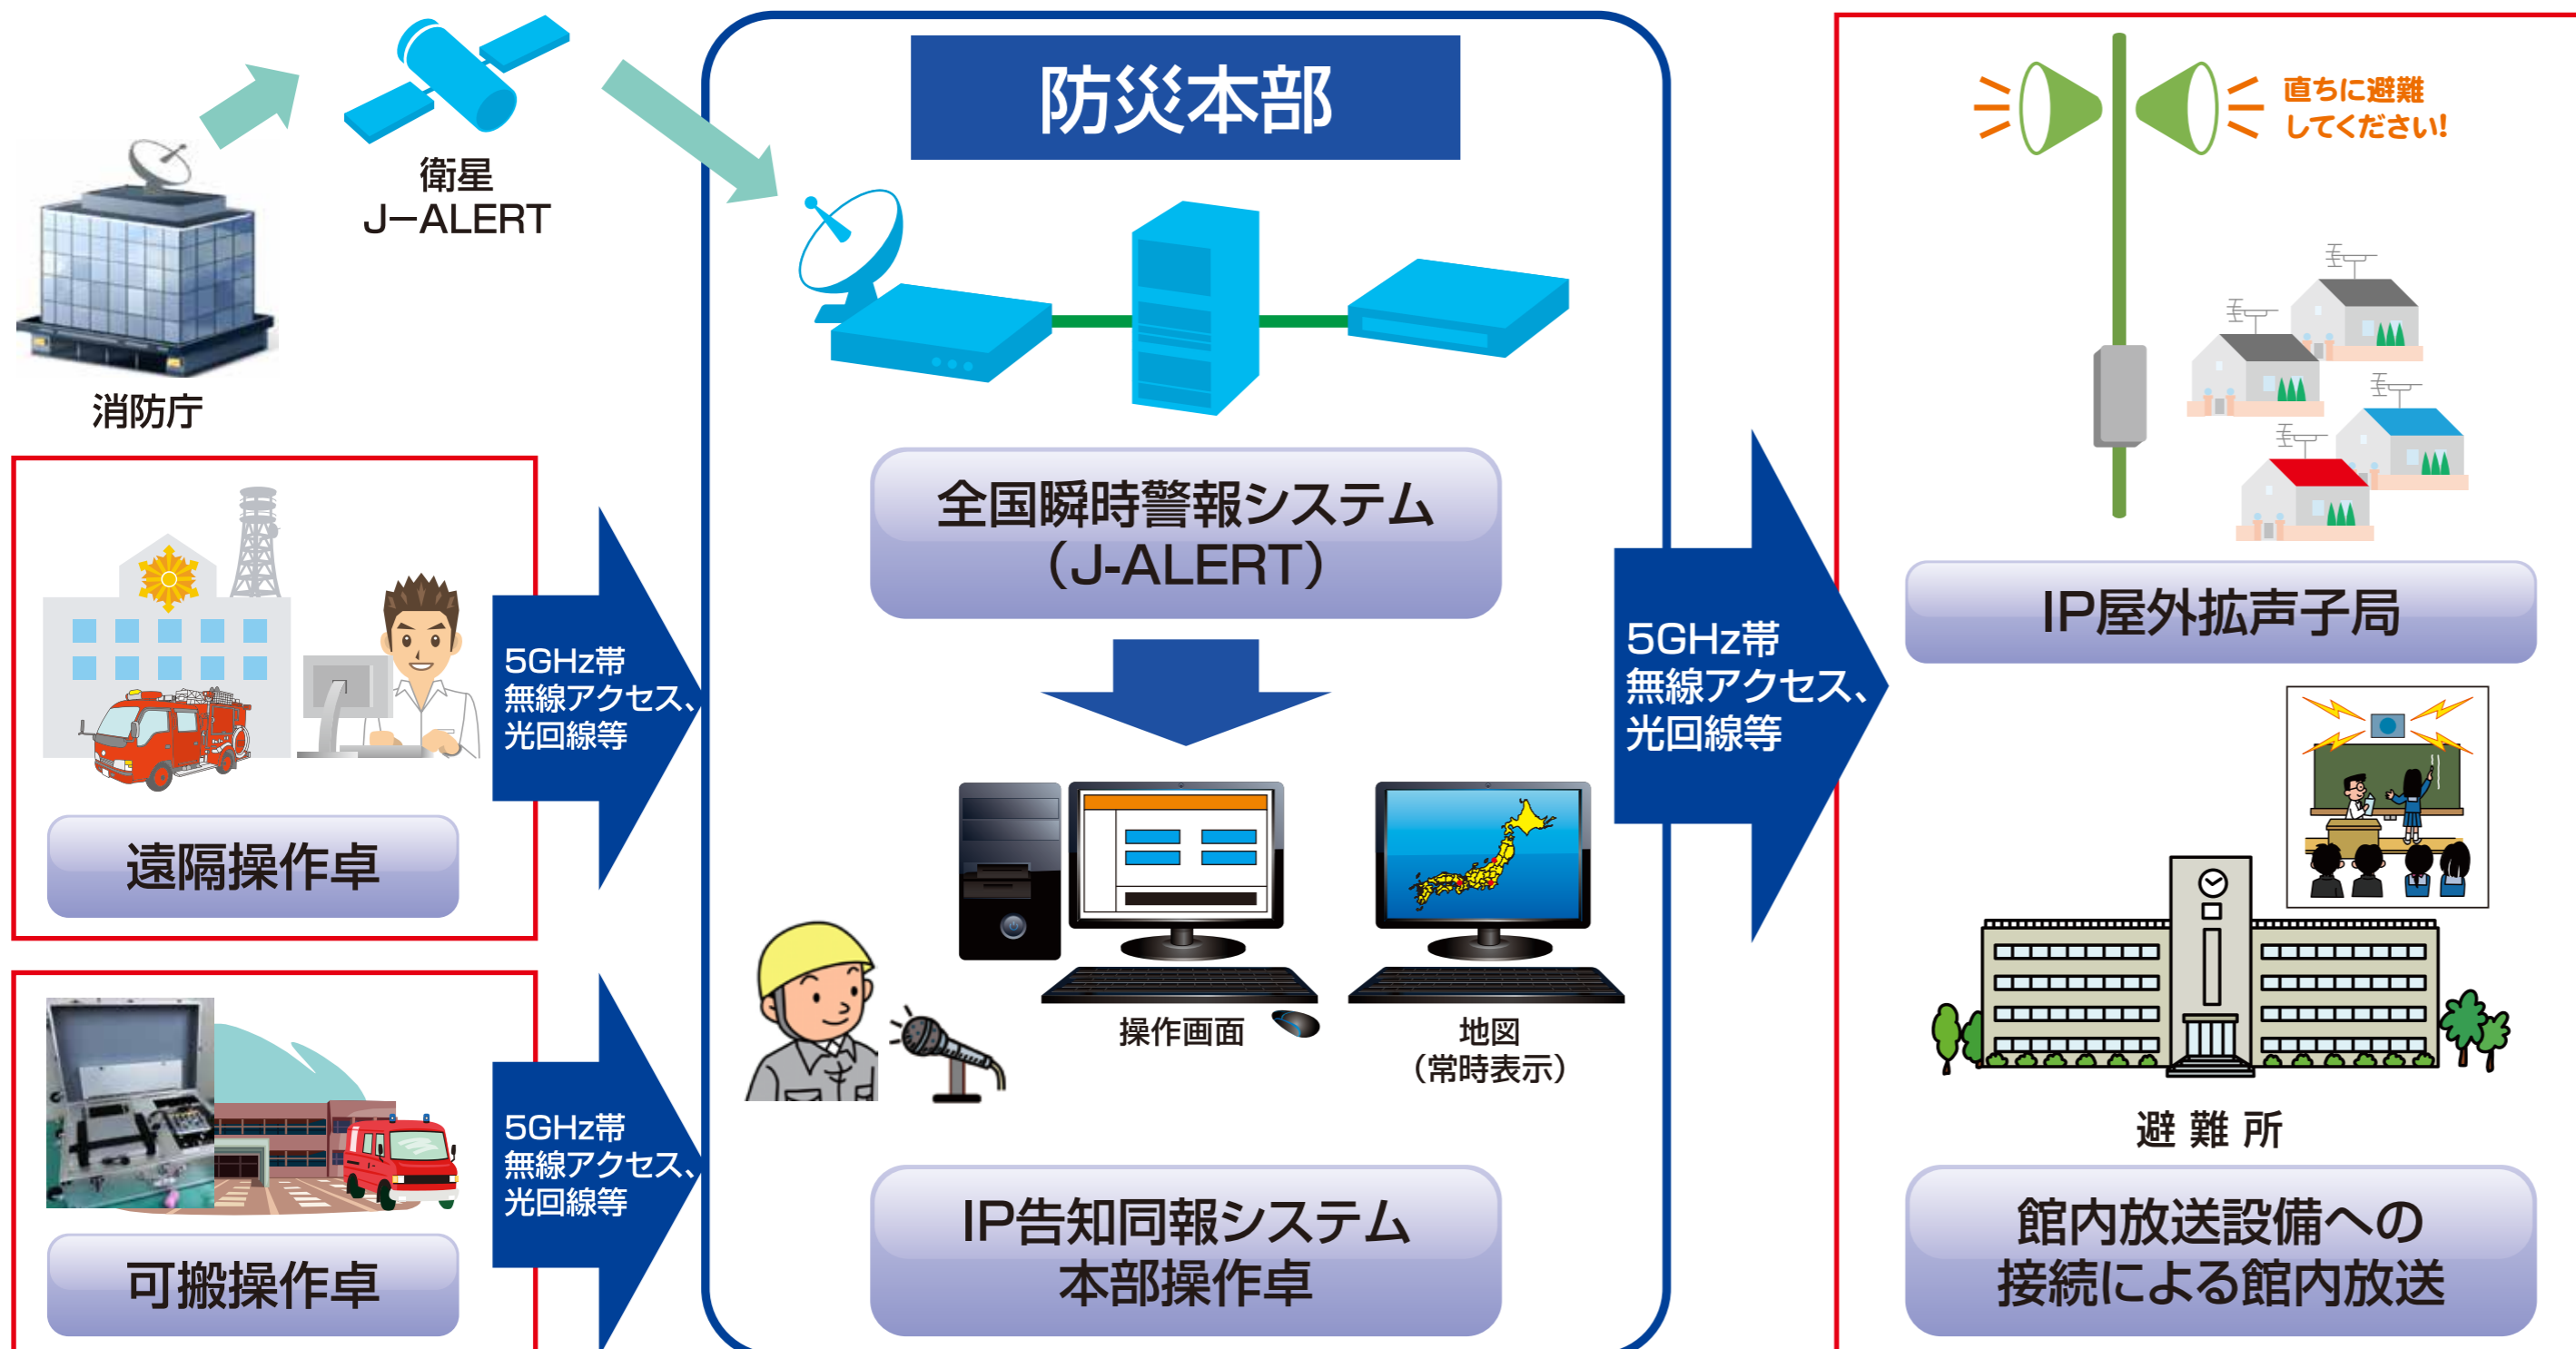 消防庁
衛星
J−ALERT
防災本部
全国瞬時警報システム
（J-ALERT）
操作画面
地図
（常時表示）
IP告知同報システム
本部操作卓
5GHz帯
無線アクセス、
光回線等
遠隔操作卓
5GHz帯
無線アクセス、
光回線等
可搬操作卓
5GHz帯
無線アクセス、
光回線等
直ちに避難
してください!
IP屋外拡声子局
避難所
館内放送設備への
接続による館内放送